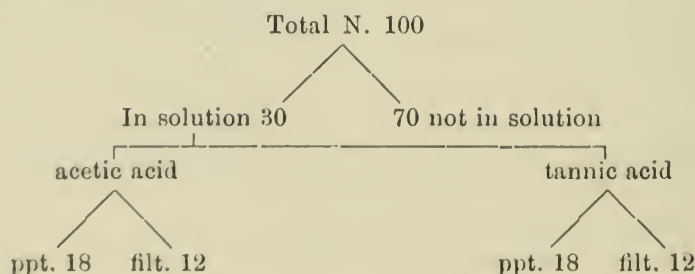 Total N. 100
In solution 30 70 not in solution
acetic acid tannic acid
ppt. 18 filt. 12 ppt. 18 filt. 12